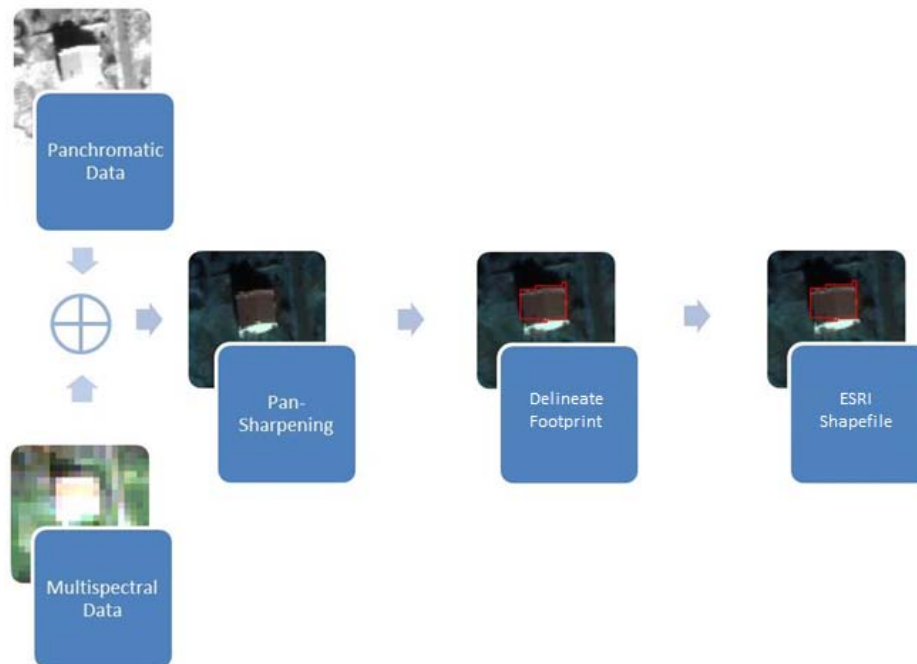 Panchromatic
Data
Pan-
Sharpening
Delineate
Footprint
ESRI
Shapefile
Multispectral
Data